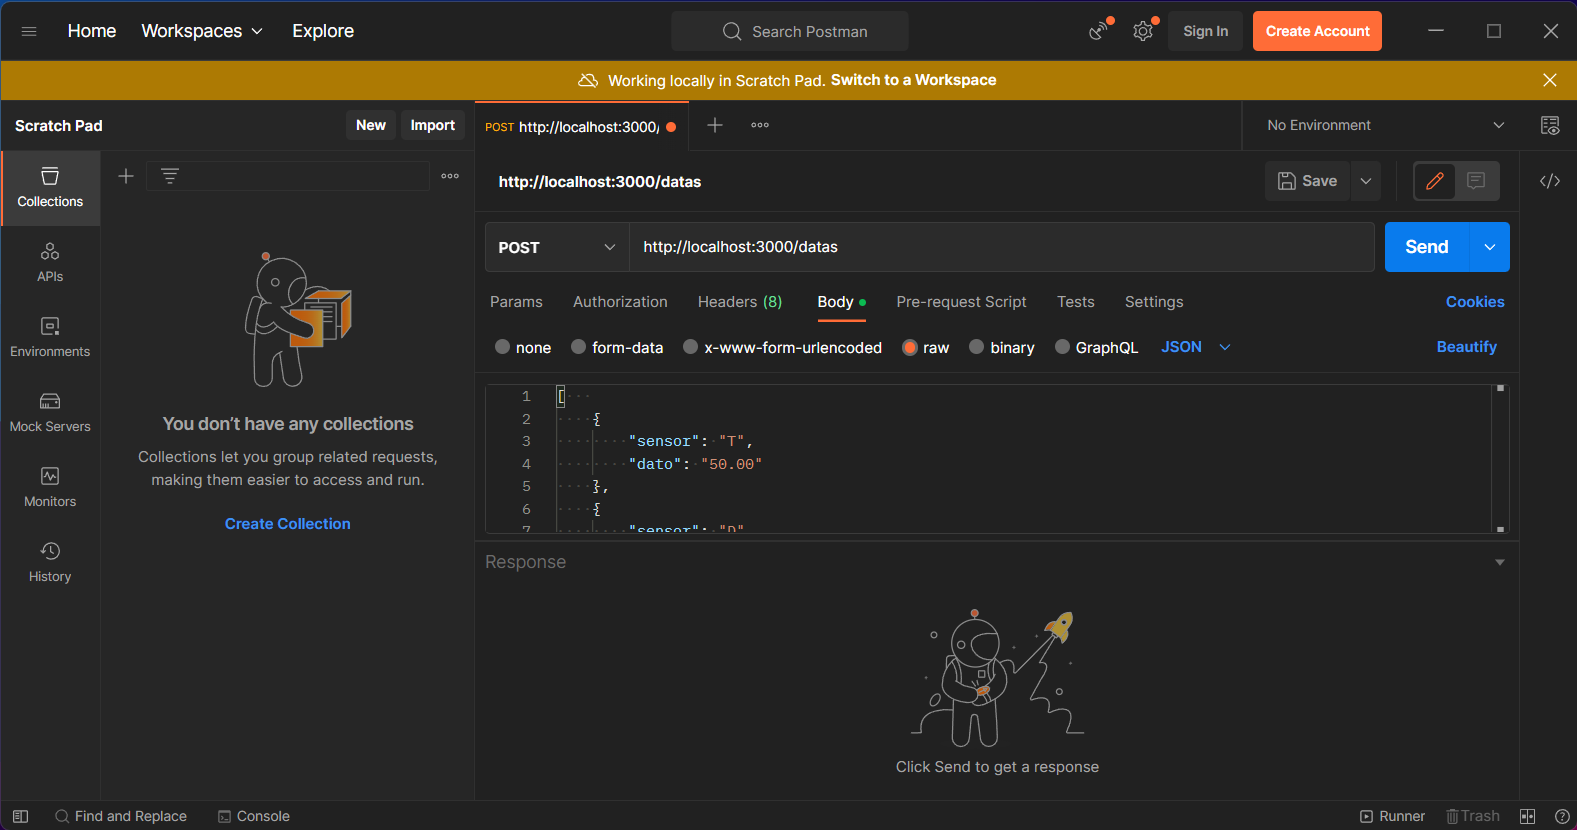 Home Workspaces Explore Search Postman Sign In Create Account
Working locally in Scratch Pad. Switch to a Workspace
Scratch Pad New Import
POST http://localhost:3000/
No Environment
Collections
APIs
Environments
Mock Servers
Monitors
History
You don't have any collections
Collections let you group related requests,
making them easier to access and run.
Create Collection
http://localhost:3000/datas Save
POST http://localhost:3000/datas Send
Params Authorization Headers (8) Body Pre-request Script Tests Settings Cookies
none form-data x-www-form-urlencoded raw binary GraphQL JSON Beautify
1 [
2 {
3 "sensor": "T",
4 "dato": "50.00"
5 },
6 {
7 "sensor": "D"
Response
Click Send to get a response
Find and Replace Console Runner Trash